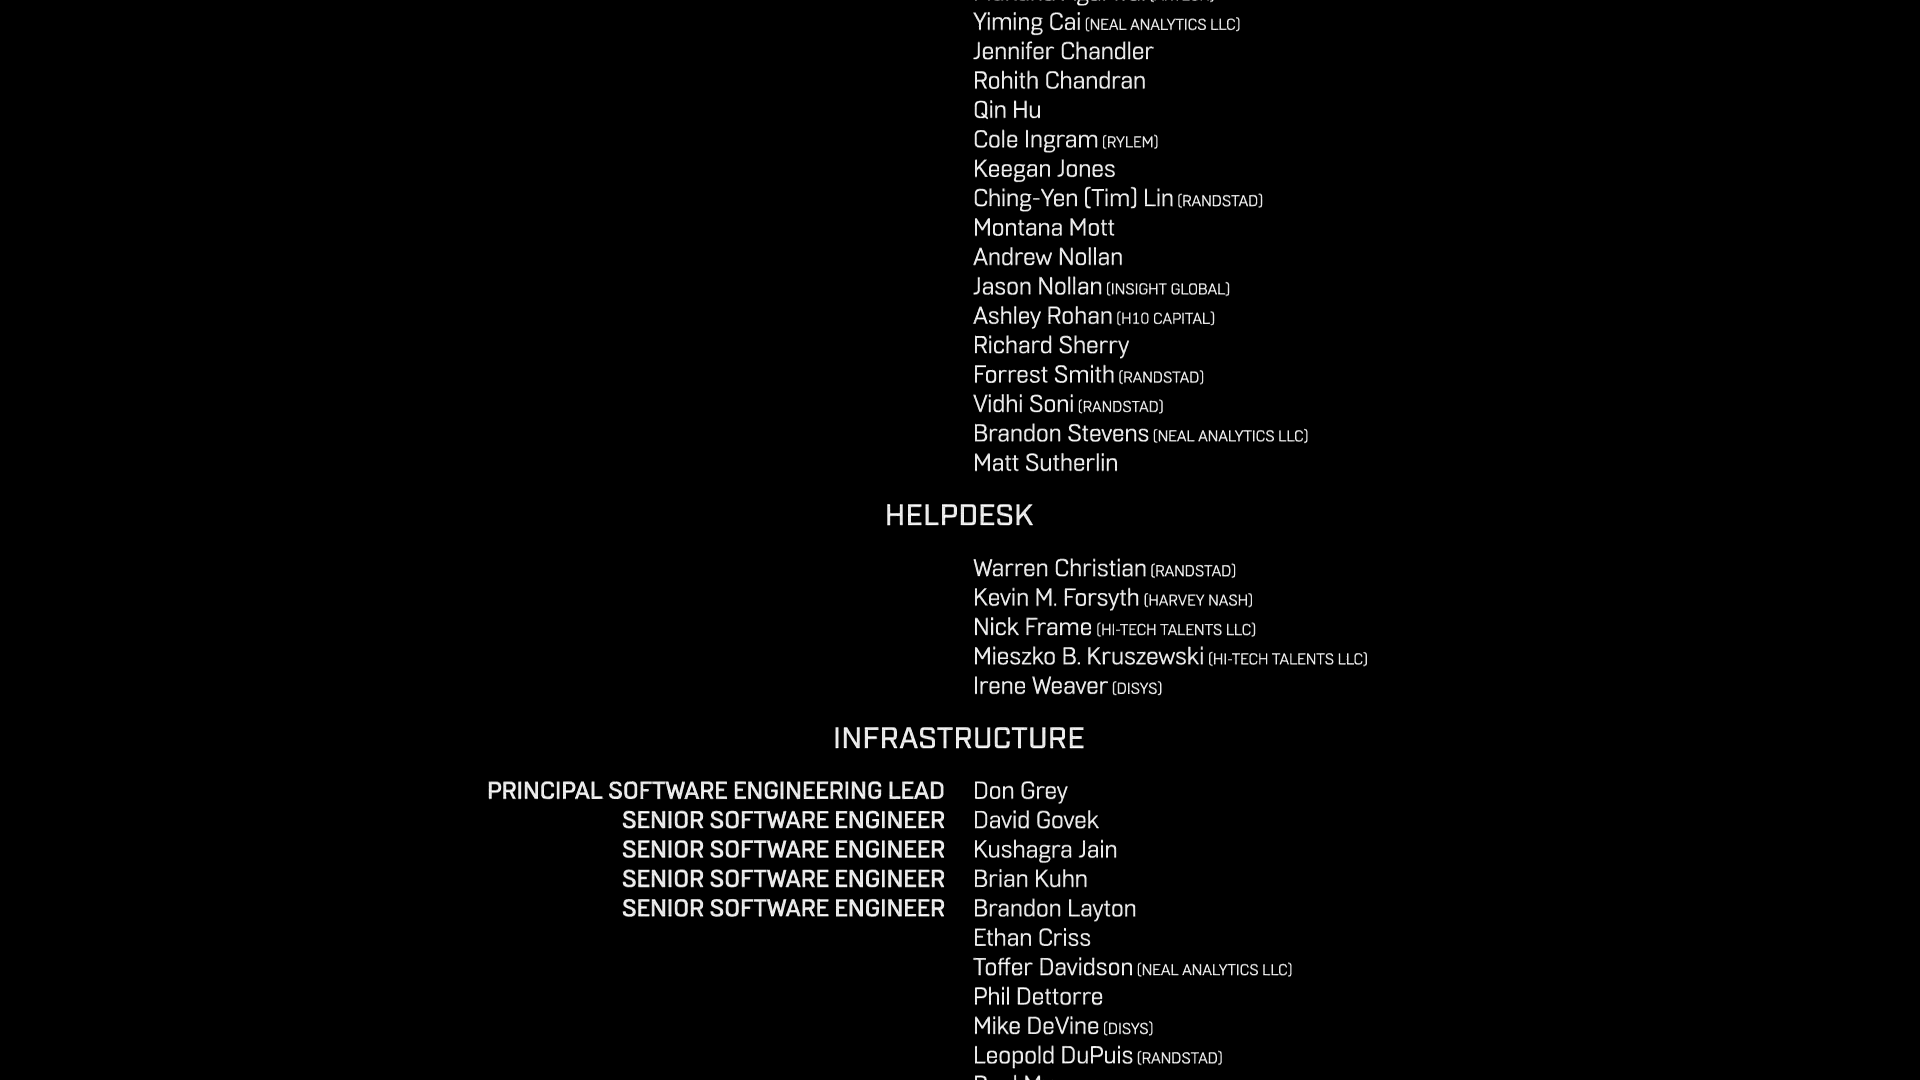 Yiming Cai (NEAL ANALYTICS LLC)
Jennifer Chandler
Rohith Chandran
Qin Hu
Cole Ingram (RYLEM)
Keegan Jones
Ching-Yen (Tim) Lin (RANDSTAD)
Montana Mott
Andrew Nollan
Jason Nollan (INSIGHT GLOBAL)
Ashley Rohan (H10 CAPITAL)
Richard Sherry
Forrest Smith (RANDSTAD)
Vidhi Soni (RANDSTAD)
Brandon Stevens (NEAL ANALYTICS LLC)
Matt Sutherlin
HELPDESK
Warren Christian (RANDSTAD)
Kevin M. Forsyth (HARVEY NASH)
Nick Frame (HI-TECH TALENTS LLC)
Mieszko B. Kruszewski (HI-TECH TALENTS LLC)
Irene Weaver (DISYS)
INFRASTRUCTURE
PRINCIPAL SOFTWARE ENGINEERING LEAD Don Grey
SENIOR SOFTWARE ENGINEER David Govek
SENIOR SOFTWARE ENGINEER Kushagra Jain
SENIOR SOFTWARE ENGINEER Brian Kuhn
SENIOR SOFTWARE ENGINEER Brandon Layton
Ethan Criss
Toffer Davidson (NEAL ANALYTICS LLC)
Phil Dettorre
Mike DeVine (DISYS)
Leopold DuPuis (RANDSTAD)